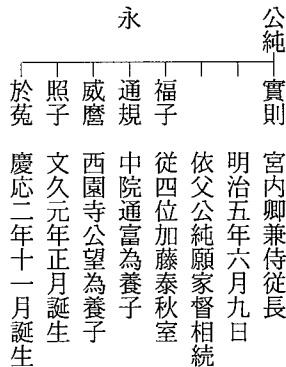 公純
永
實則 宮内卿兼侍従長
明治五年六月九日
依父公純願家督相続
福子 従四位加藤泰秋室
通規 中院通富為養子
威麿 西園寺公望為養子
照子 文久元年正月誕生
於菟 慶応二年十一月誕生